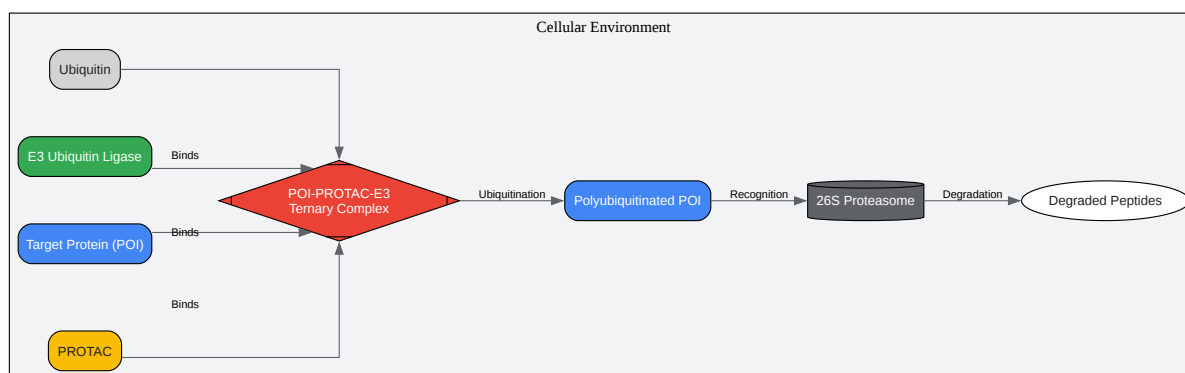 Cellular Environment
Ubiquitin
E3 Ubiquitin Ligase
Binds
POI-PROTAC-E3
Ternary Complex
Ubiquitination
Polyubiquitinated POI
Recognition
26S Proteasome
Degradation
Degraded Peptides
Target Protein (POI)
Binds
Binds
PROTAC